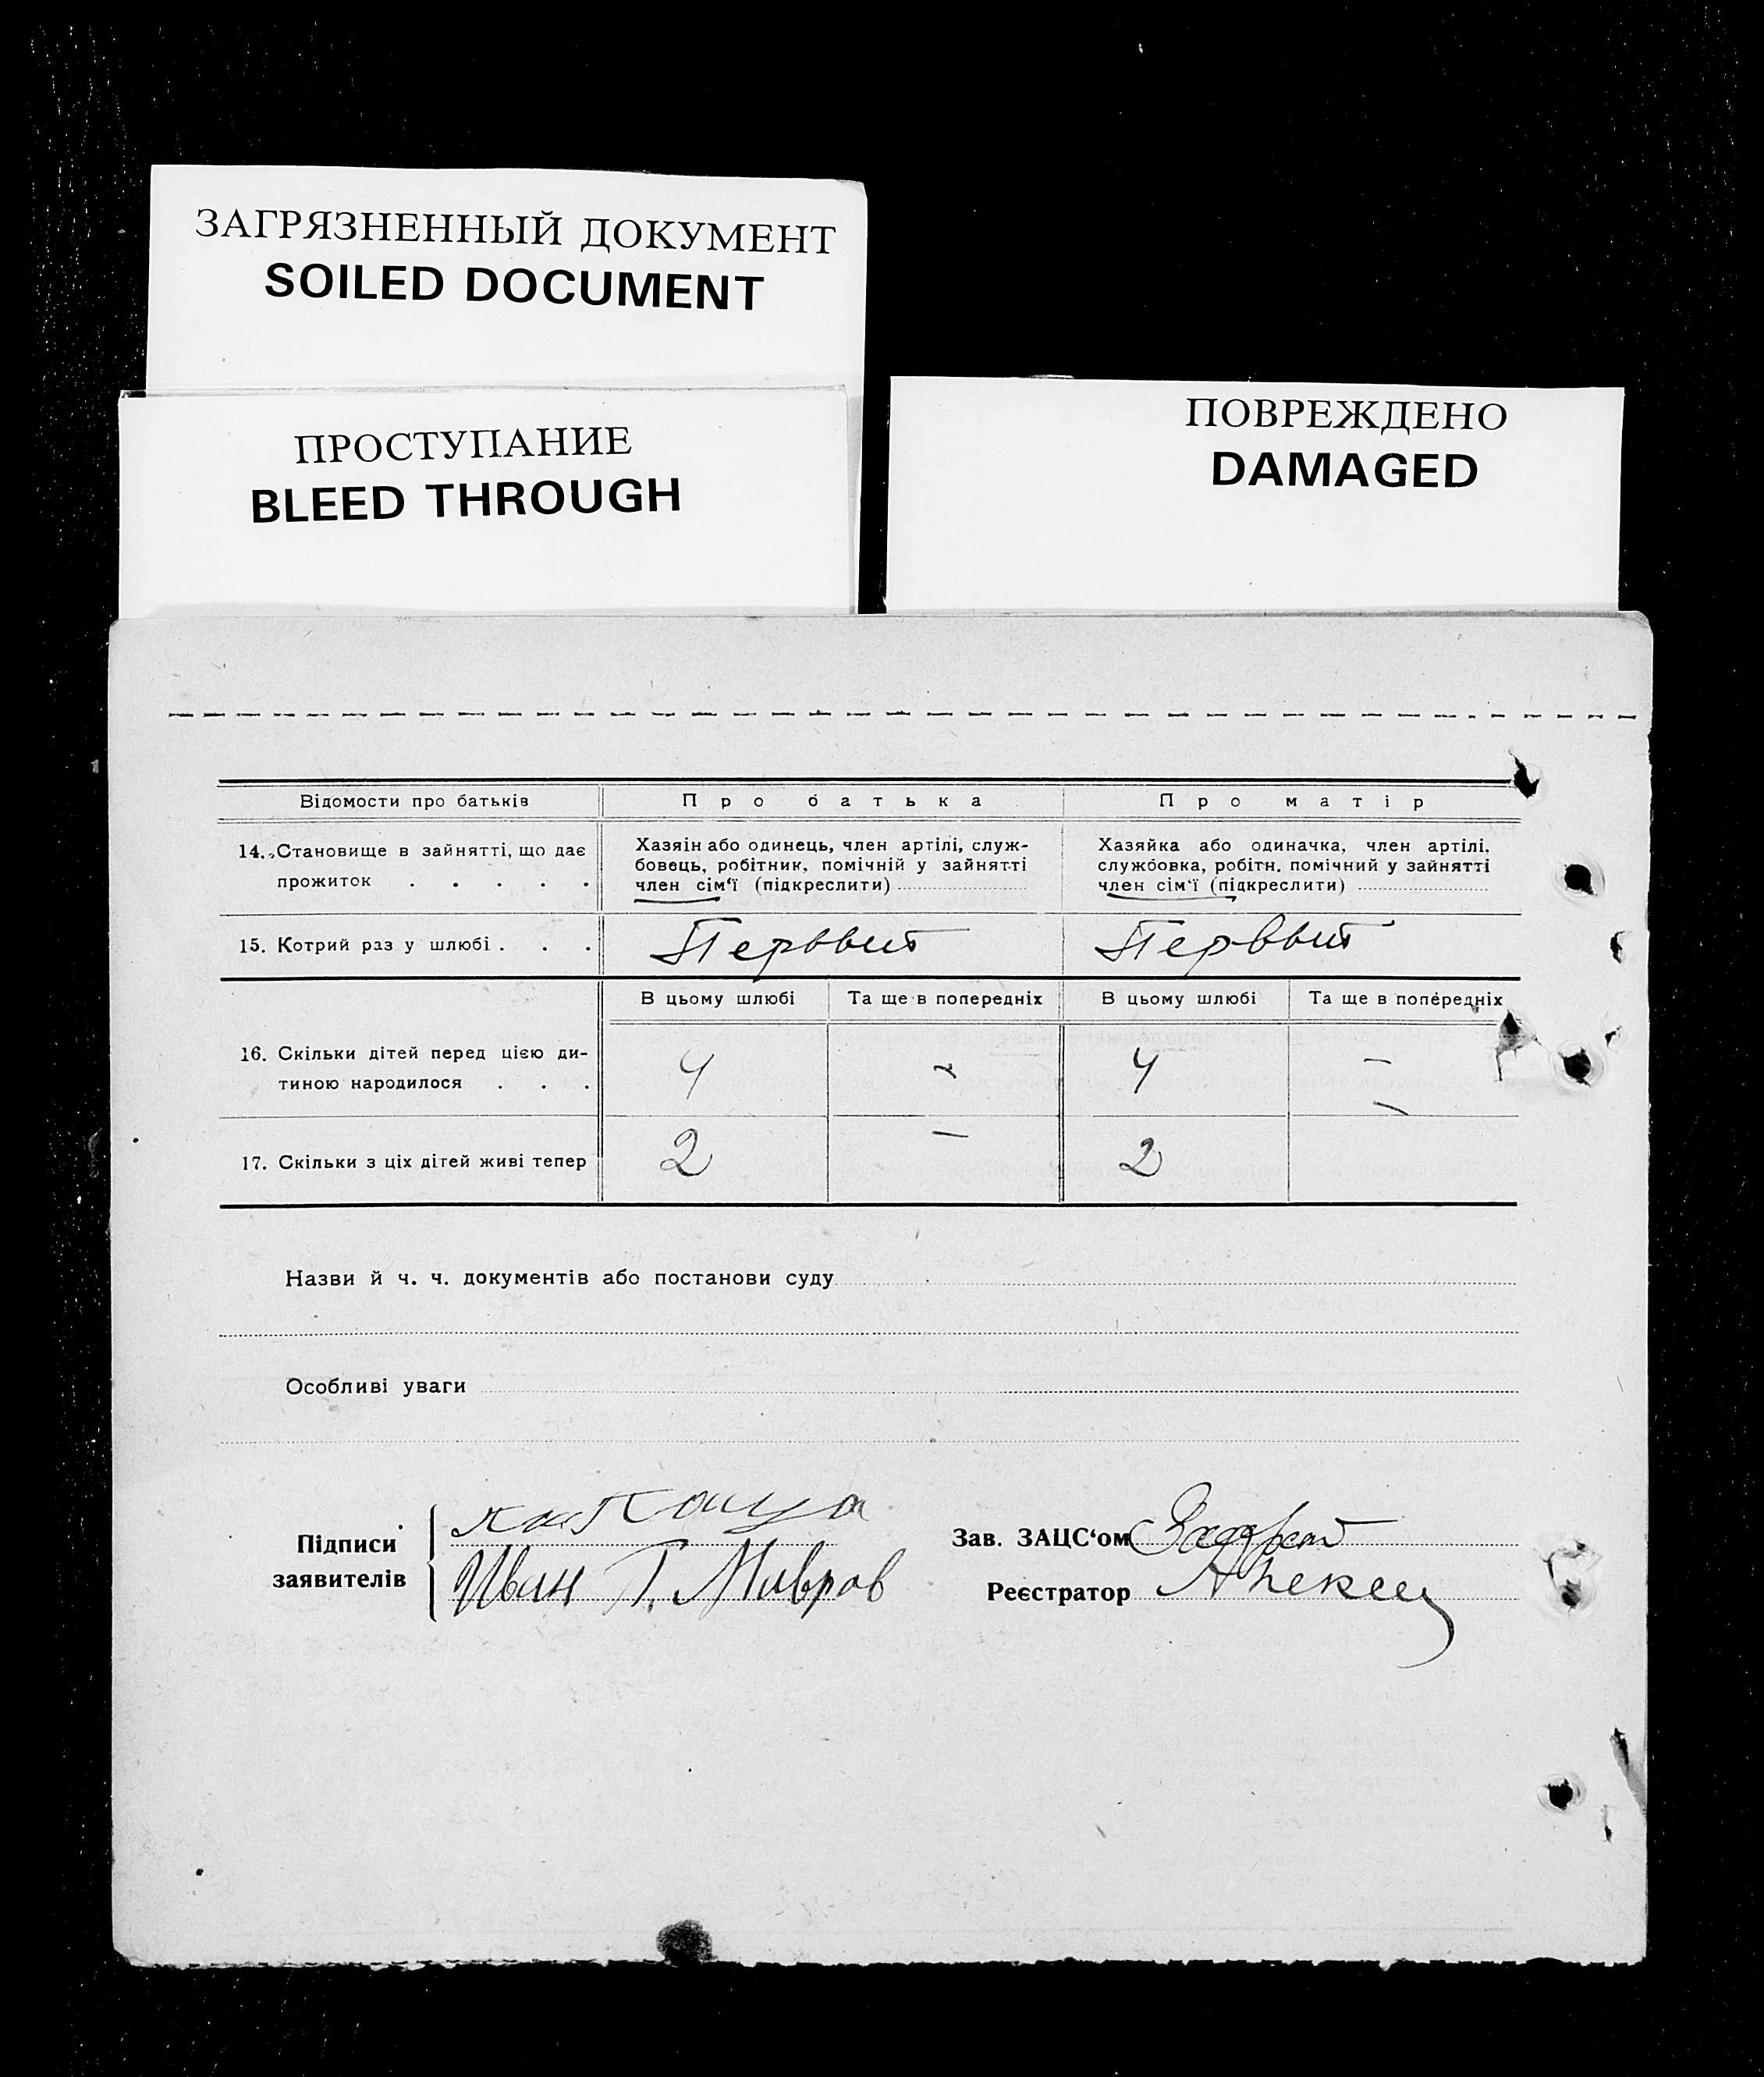 ЗАГРЯЗНЕННЫЙ ДОКУМЕНТ
SOILED DOCUMENT
ПРОСТУПАНИЕ
BLEED THROUGH
ПОВРЕЖДЕНО
DAMAGED
Відомости про батьків Про батька Про матір
14. Становище в зайнятті, що дає прожиток . . . . .
Хазяін або одинець, член артілі, служ-
бовець, робітник, помічній у зайнятті
член сім'ї (підкреслити)
Хазяйка або одиначка, член артілі,
службовка, робітн. помічний у зайнятті
член сім'ї (підкреслити)
15. Котрий раз у шлюбі . . . Первый Первый
В цьому шлюбі Та ще в попередніх В цьому шлюбі Та ще в попередніх
16. Скільки дітей перед цією ди-
тиною народилося . . . 4 – 4 –
17. Скільки з ціх дітей живі тепер 2 – 2 –
Назви й ч. ч. документів або постанови суду
Особливі уваги
Підписи
заявителів
Иван Г. Мавров
Зав. ЗАЦС'ом
Реєстратор